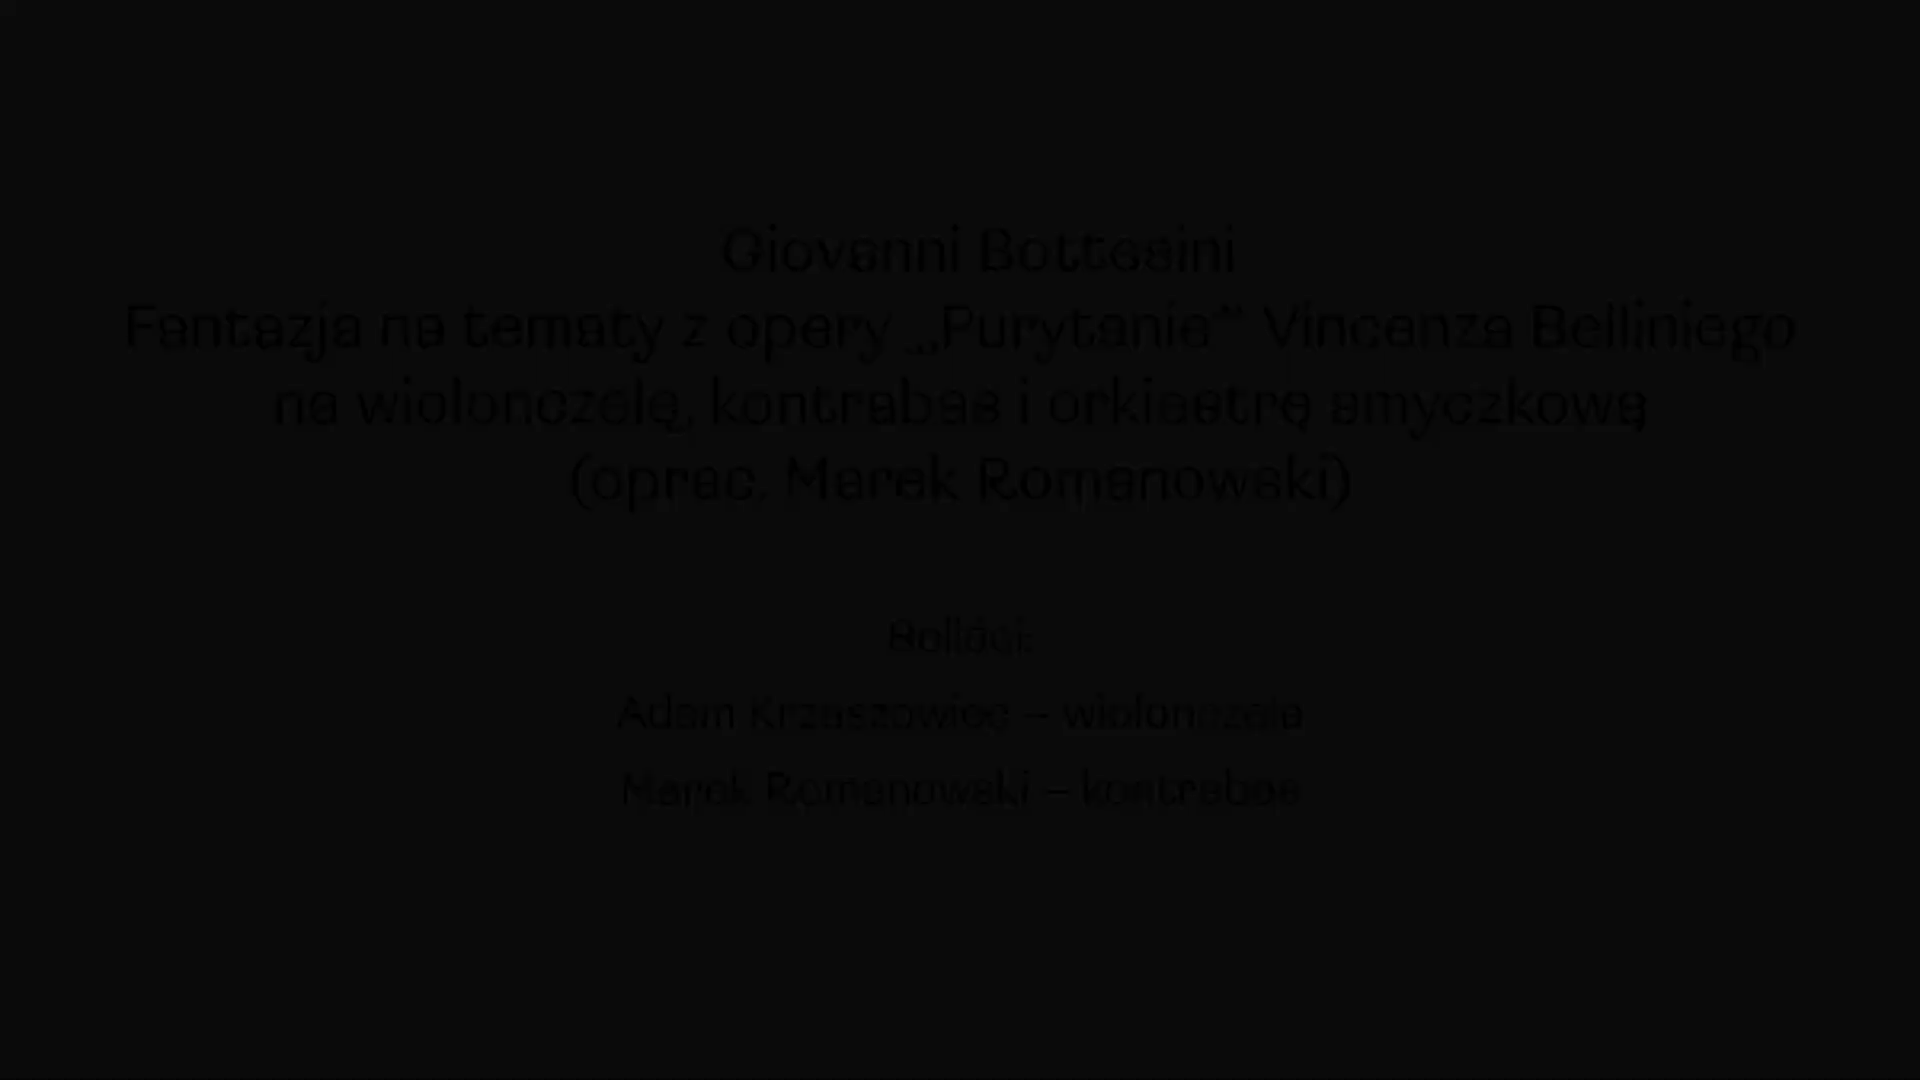 Giovanni Bottesini
Fantazja na tematy z opery „Purytanie” Vincenza Belliniego
na wiolonczelę, kontrabas i orkiestrę smyczkową
(oprac. Marek Romanowski)
Soliści:
Adam Krzeszowiec – wiolonczela
Marek Romanowski – kontrabas